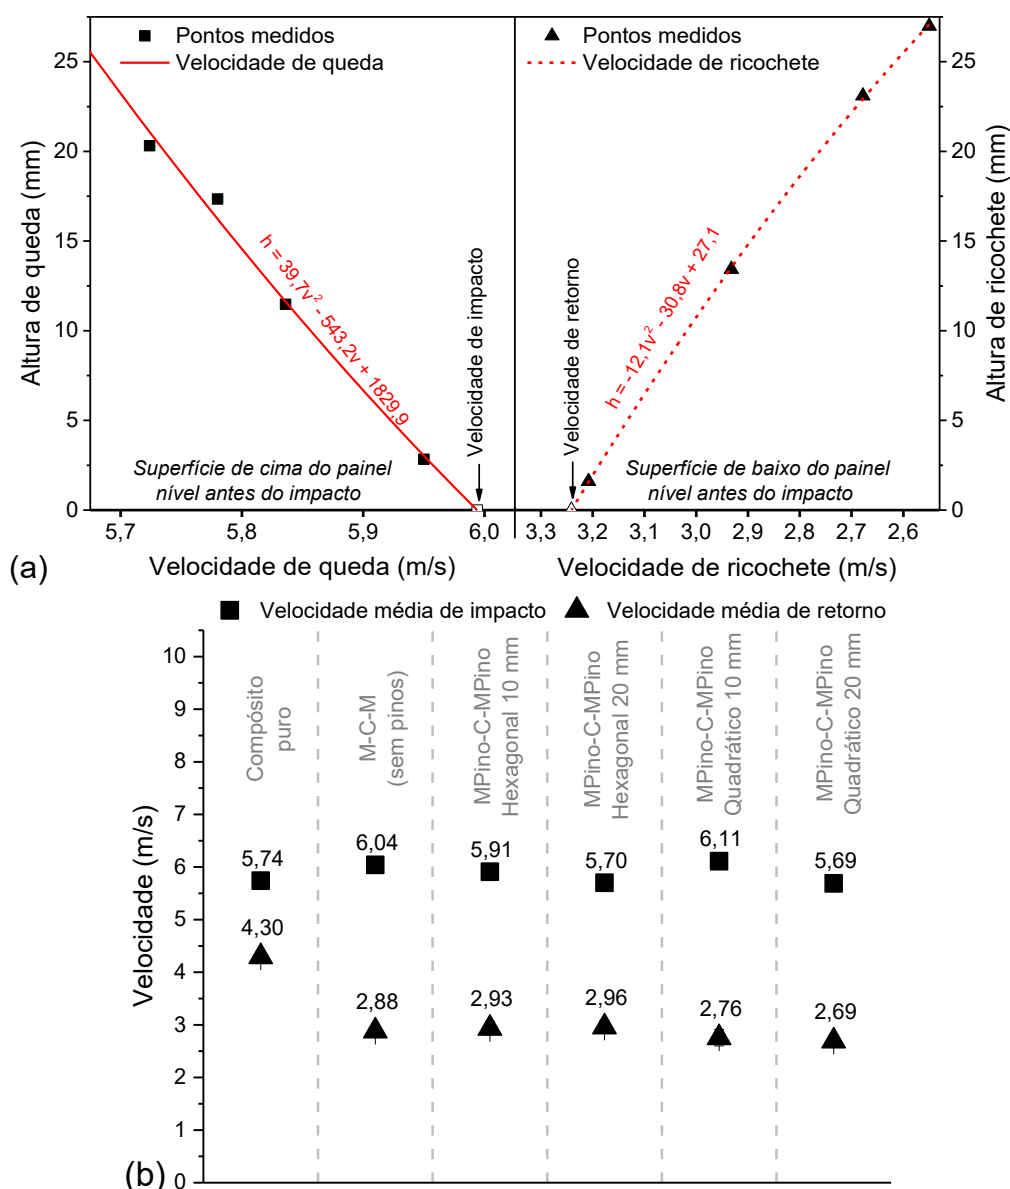 Pontos medidos
Velocidade de queda
Pontos medidos
Velocidade de ricochete
Altura de queda (mm)
25
20
15
10
5
0
h = 39,7v² - 543,2v + 1829,9
Velocidade de impacto
Superfície de cima do painel
nível antes do impacto
5,7 5,8 5,9 6,0
Velocidade de queda (m/s)
h = -12,1v² - 30,8v + 27,1
Velocidade de retorno
Superfície de baixo do painel
nível antes do impacto
3,3 3,2 3,1 3,0 2,9 2,8 2,7 2,6
Velocidade de ricochete (m/s)
25
20
15
10
5
0
Altura de ricochete (mm)
(a)
Velocidade média de impacto
Velocidade média de retorno
Velocidade (m/s)
10
9
8
7
6
5
4
3
2
1
0
Compósito
puro
M-C-M
(sem pinos)
MPino-C-MPino
Hexagonal 10 mm
MPino-C-MPino
Hexagonal 20 mm
MPino-C-MPino
Quadrático 10 mm
MPino-C-MPino
Quadrático 20 mm
5,74 6,04 5,91 5,70 6,11 5,69
4,30 2,88 2,93 2,96 2,76 2,69
(b)